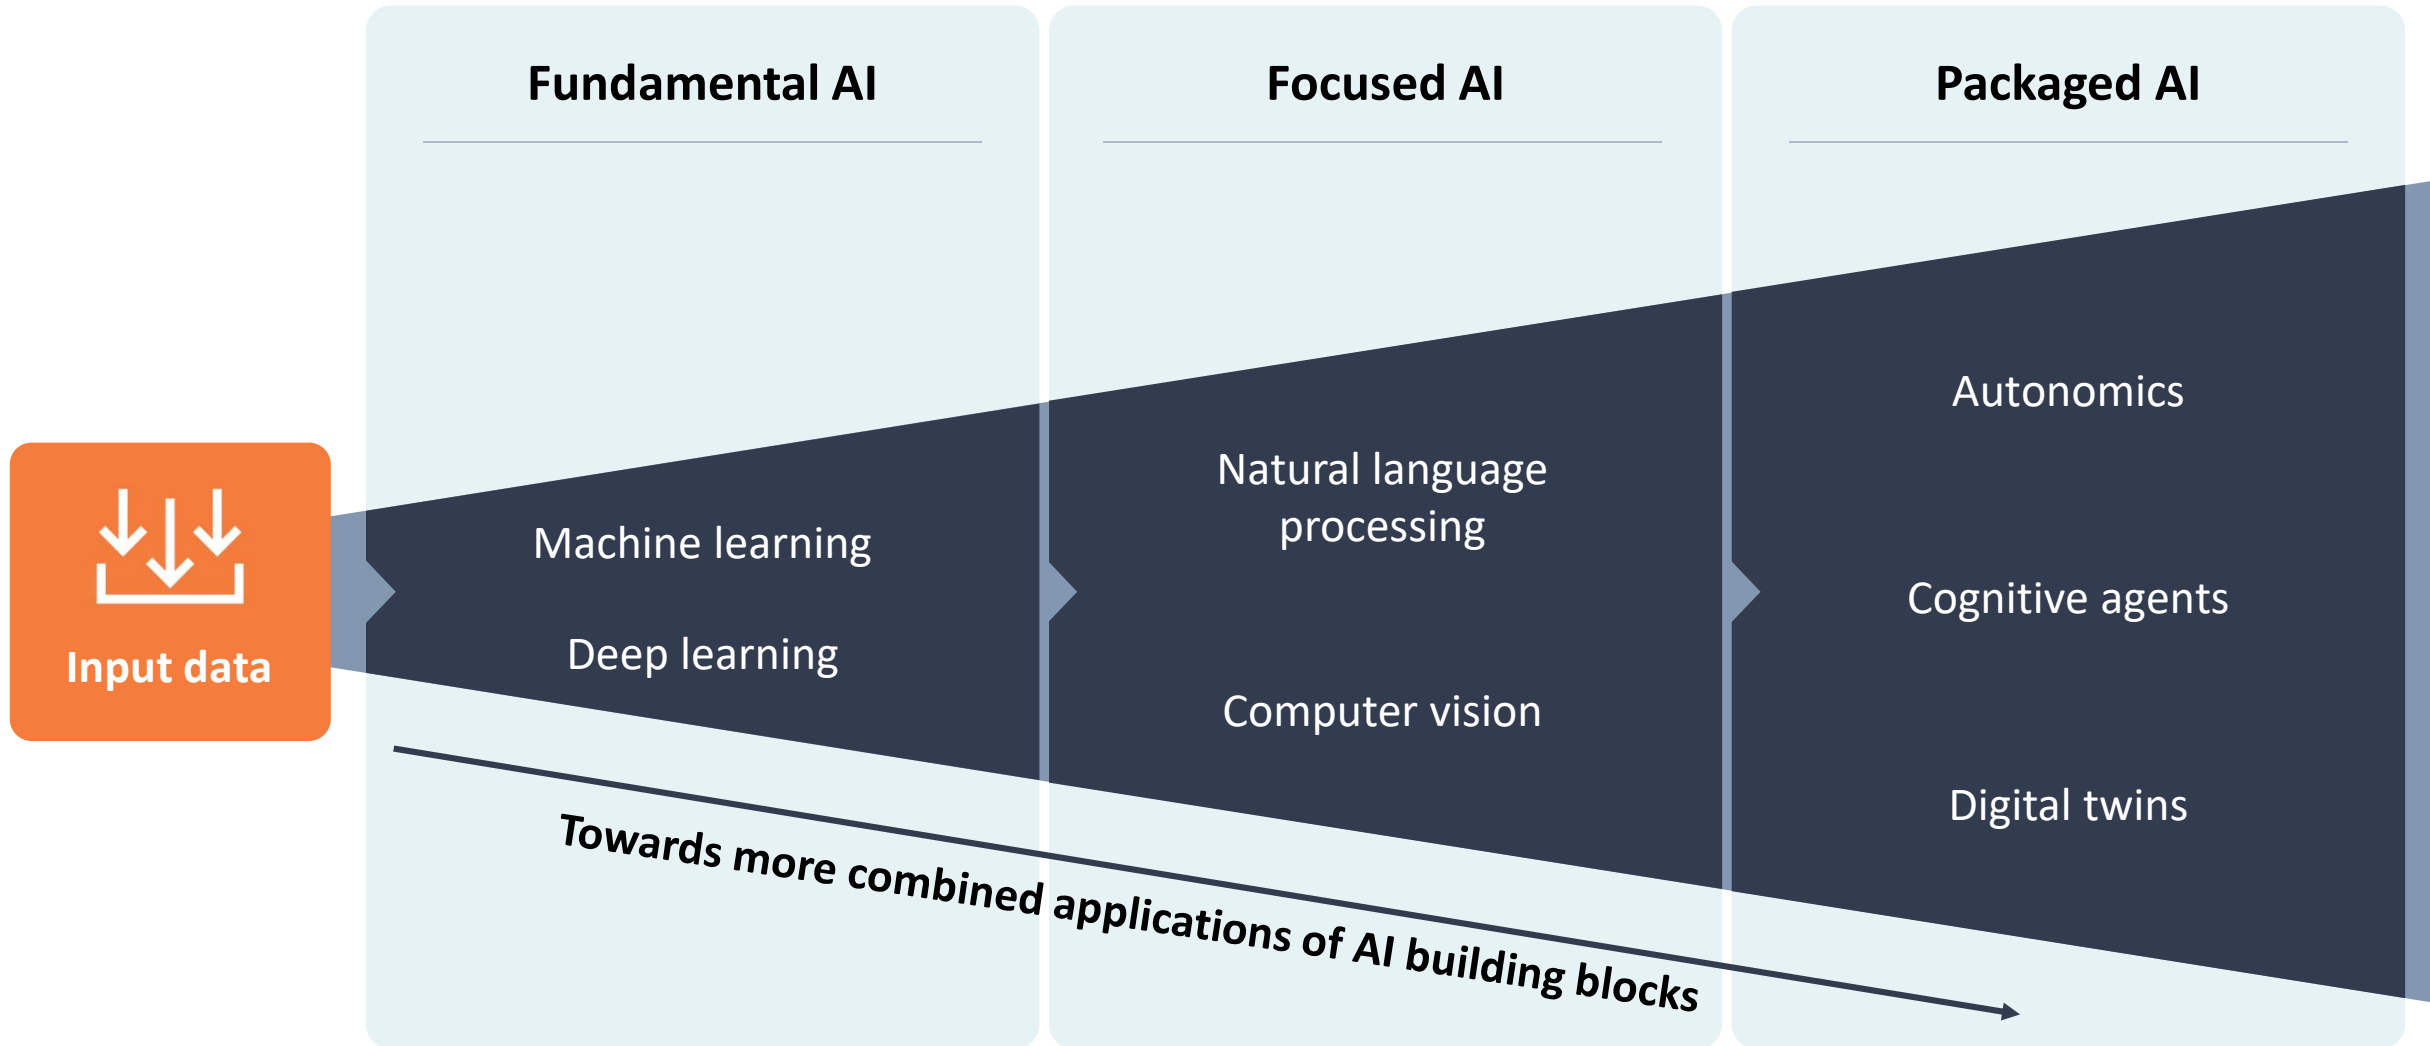 Fundamental AI
Focused AI
Packaged AI
Input data
Machine learning
Deep learning
Natural language
processing
Computer vision
Autonomics
Cognitive agents
Digital twins
Towards more combined applications of AI building blocks